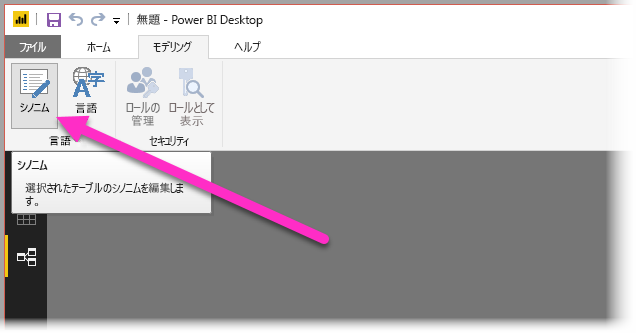 無題 - Power BI Desktop
ファイル ホーム モデリング ヘルプ
シノニム 言語 ロールの
管理 ロールとして
表示
言語 セキュリティ
シノニム
選択されたテーブルのシノニムを編集しま
す。